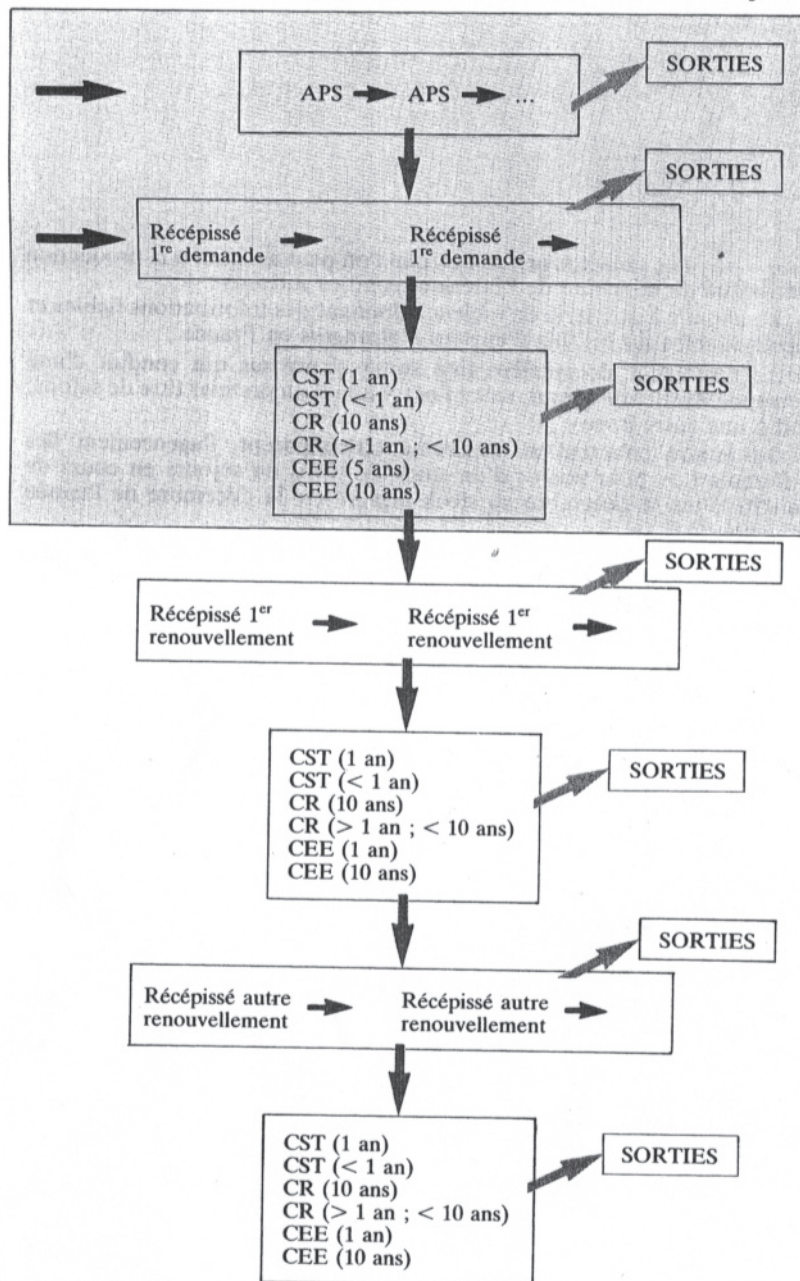 SORTIES
APS APS ...
SORTIES
Récépissé
1re demande
Récépissé
1re demande
CST (1 an)
CST (< 1 an)
CR (10 ans)
CR (> 1 an ; < 10 ans)
CEE (5 ans)
CEE (10 ans)
SORTIES
SORTIES
Récépissé 1er
renouvellement
Récépissé 1er
renouvellement
CST (1 an)
CST (< 1 an)
CR (10 ans)
CR (> 1 an ; < 10 ans)
CEE (1 an)
CEE (10 ans)
SORTIES
SORTIES
Récépissé autre
renouvellement
Récépissé autre
renouvellement
CST (1 an)
CST (< 1 an)
CR (10 ans)
CR (> 1 an ; < 10 ans)
CEE (1 an)
CEE (10 ans)
SORTIES